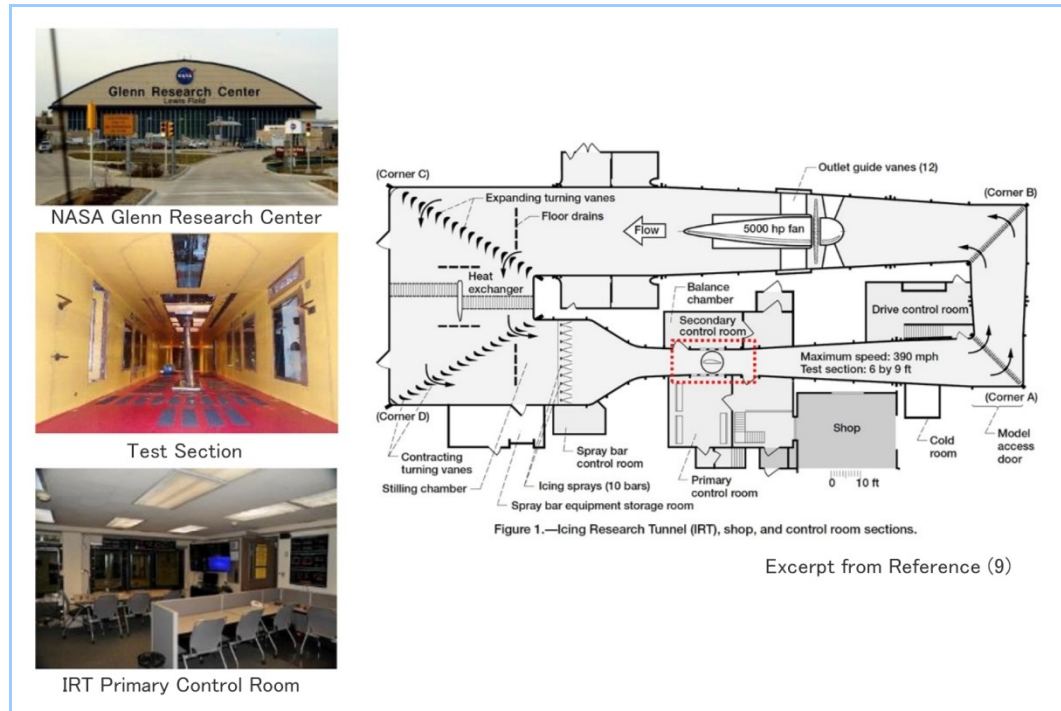 NASA
Glenn Research Center
Lewis Field
NASA Glenn Research Center
Test Section
IRT Primary Control Room
(Corner C)
Expanding turning vanes
Floor drains
Flow
5000 hp fan
Outlet guide vanes (12)
(Corner B)
Heat
exchanger
Balance
chamber
Secondary
control room
Drive control room
Maximum speed: 390 mph
Test section: 6 by 9 ft
(Corner D)
(Corner A)
Contracting
turning vanes
Stilling chamber
Spray bar
control room
Icing sprays (10 bars)
Spray bar equipment storage room
Primary
control room
Shop
0 10 ft
Cold
room
Model
access
door
Figure 1.—Icing Research Tunnel (IRT), shop, and control room sections.
Excerpt from Reference (9)